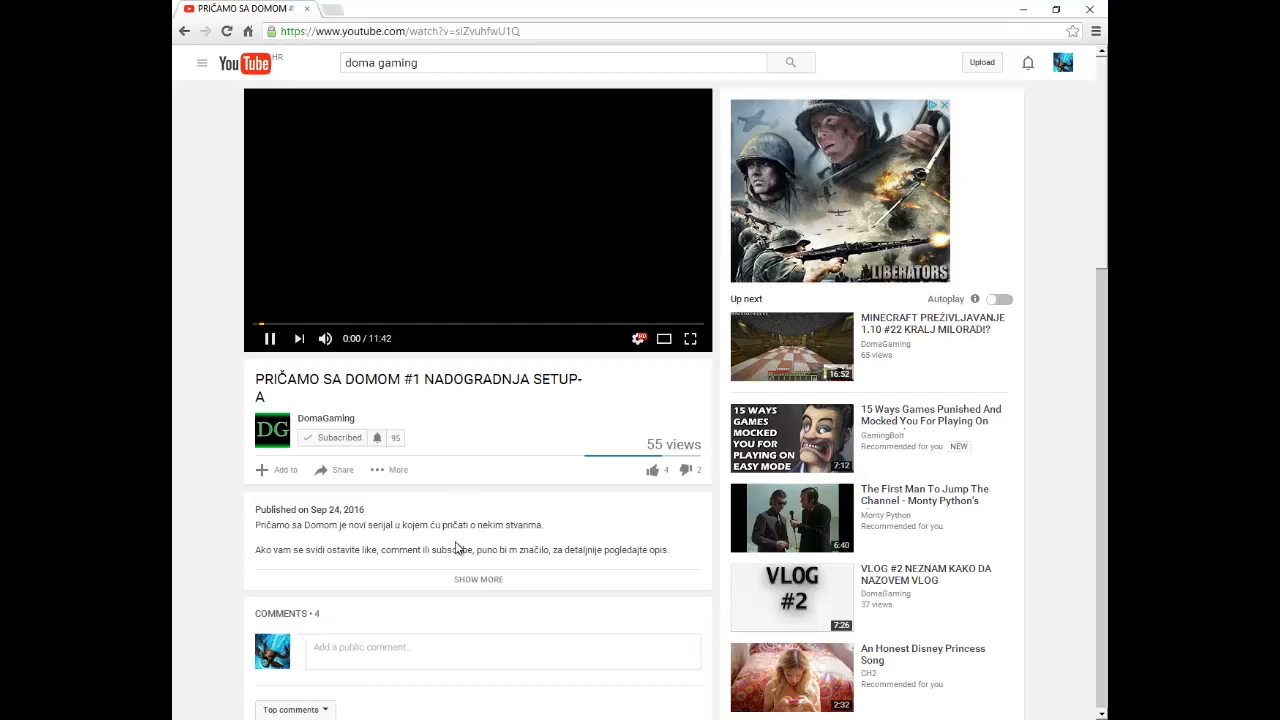 PRIČAMO SA DOMOM #
https://www.youtube.com/watch?v=slZvuhfwU1Q
YouTube HR
doma gaming
Upload
LIBERATORS
0:00 / 11:42
HD
PRIČAMO SA DOMOM #1 NADOGRADNJA SETUP-
A
DG
DomaGaming
Subscribed
95
55 views
Add to
Share
More
4
2
Published on Sep 24, 2016
Pričamo sa Domom je novi serijal u kojem ću pričati o nekim stvarima.
Ako vam se svidi ostavite like, comment ili subscribe, puno bi m značilo, za detaljnije pogledajte opis.
SHOW MORE
COMMENTS • 4
Add a public comment...
Top comments
Up next
Autoplay
MINECRAFT PREŽIVLJAVANJE
1.10 #22 KRALJ MILORAD!?
DomaGaming
65 views
16:52
15 WAYS
GAMES
MOCKED
YOU FOR
PLAYING ON
EASY MODE
7:12
15 Ways Games Punished And
Mocked You For Playing On
GamingBolt
Recommended for you NEW
The First Man To Jump The
Channel - Monty Python's
Monty Python
Recommended for you
6:40
VLOG
#2
7:26
VLOG #2 NEZNAM KAKO DA
NAZOVEM VLOG
DomaGaming
37 views
An Honest Disney Princess
Song
CH2
Recommended for you
2:32